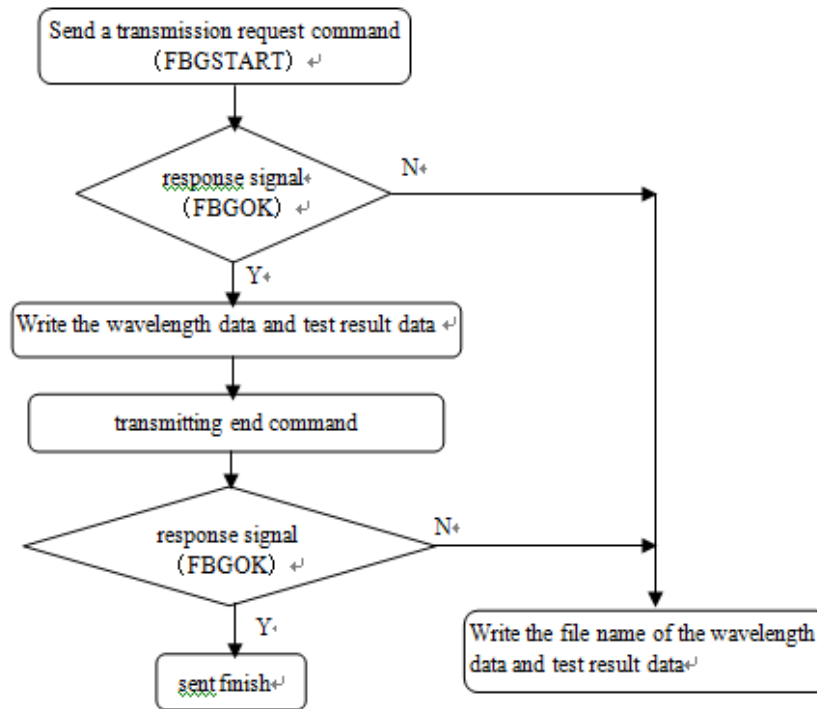 Send a transmission request command
(FBGSTART) ↵
response signal
(FBGOK) ↵
N
Y
Write the wavelength data and test result data ↵
transmitting end command
response signal
(FBGOK) ↵
N
Y
sent finish↵
Write the file name of the wavelength
data and test result data↵